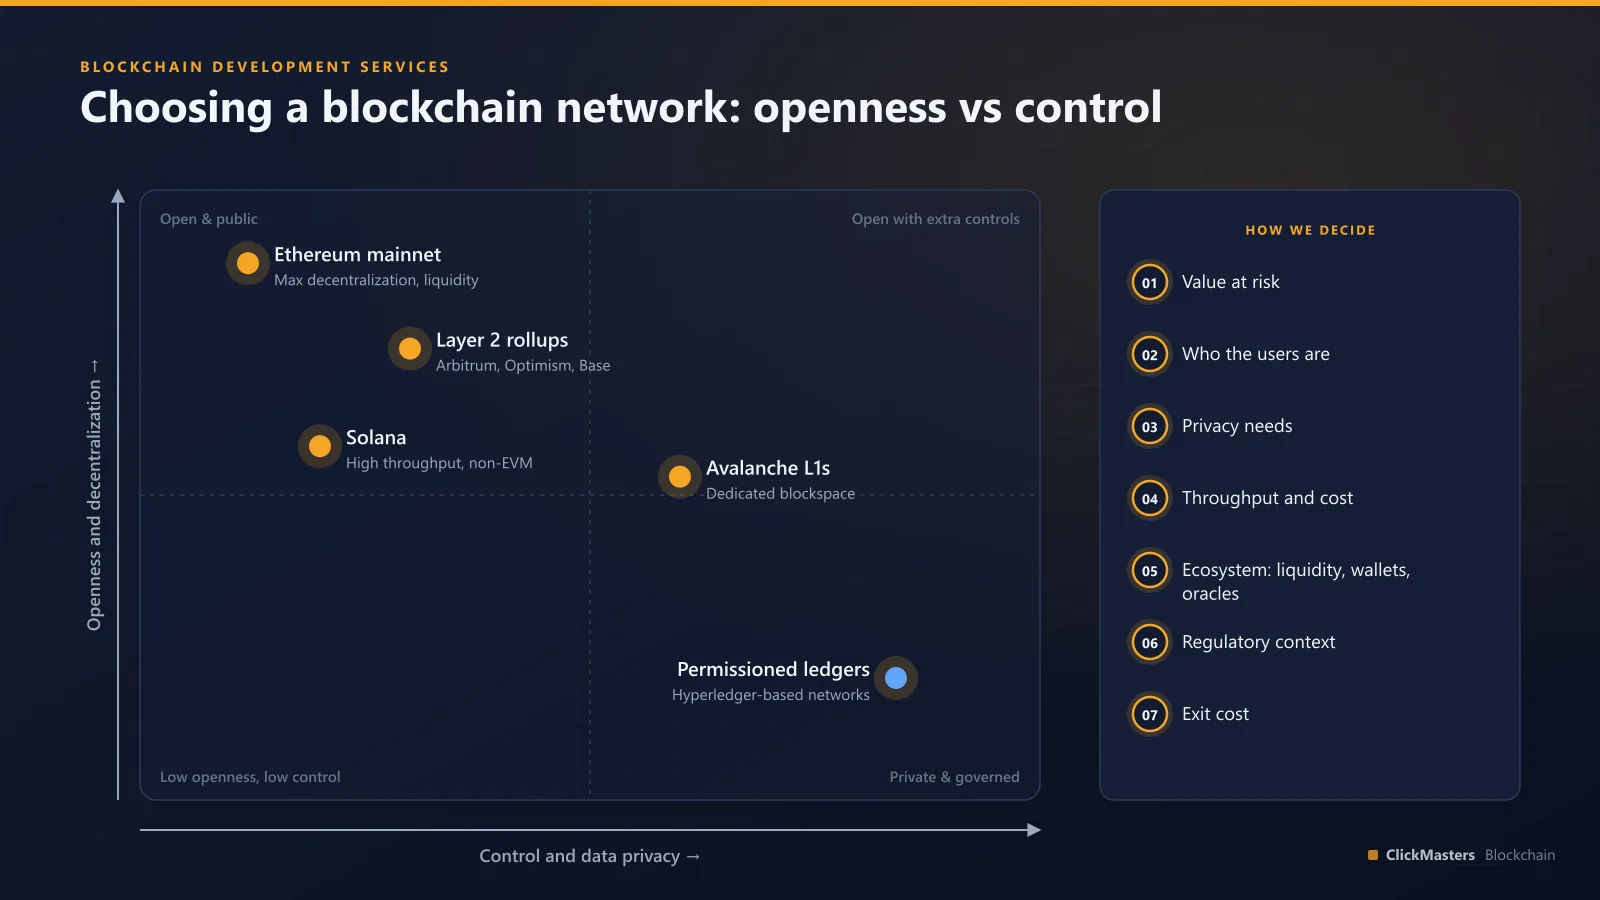 BLOCKCHAIN DEVELOPMENT SERVICES
Choosing a blockchain network: openness vs control
Openness and decentralization →
Open & public
Open with extra controls
Ethereum mainnet
Max decentralization, liquidity
Layer 2 rollups
Arbitrum, Optimism, Base
Solana
High throughput, non-EVM
Avalanche L1s
Dedicated blockspace
Permissioned ledgers
Hyperledger-based networks
Low openness, low control
Private & governed
Control and data privacy →
HOW WE DECIDE
01 Value at risk
02 Who the users are
03 Privacy needs
04 Throughput and cost
05 Ecosystem: liquidity, wallets,
oracles
06 Regulatory context
07 Exit cost
ClickMasters Blockchain